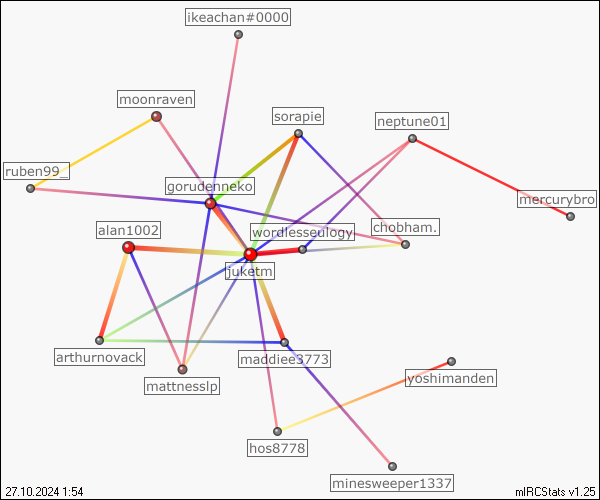 ikeachan#0000
moonraven
sorapie
neptune01
ruben99_
gorudenneko
mercurybro
alan1002
wordlesseulogy
chobham.
juketm
arthurnovack
maddiee3773
mattnesslp
yoshimanden
hos8778
minesweeper1337
27.10.2024 1:54
mIRCStats v1.25